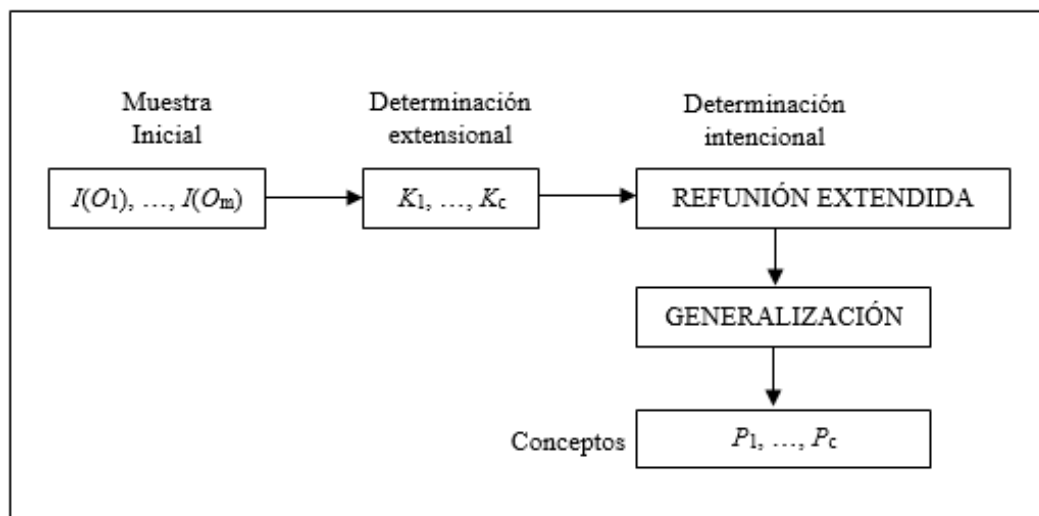 Muestra
Inicial
Determinación
extensional
Determinación
intencional
I(O1), …, I(Om)
K1, …, Kc
REFUNIÓN EXTENDIDA
GENERALIZACIÓN
Conceptos
P1, …, Pc